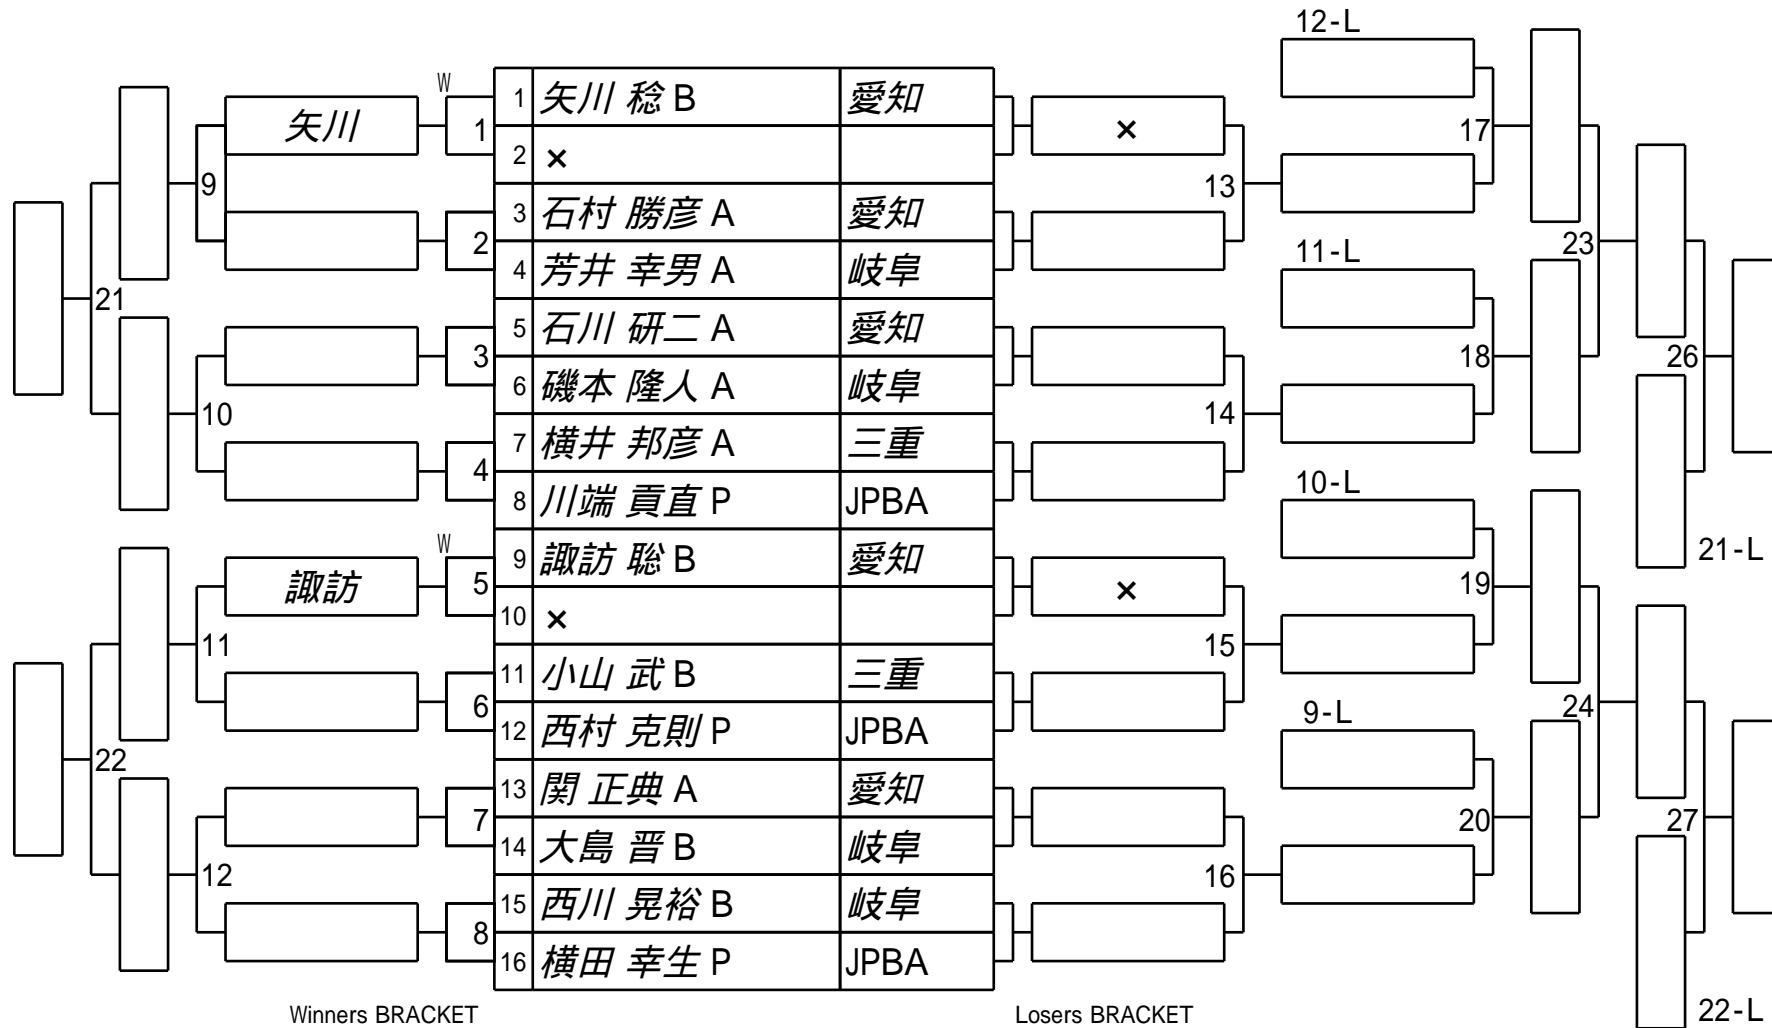 12-L
W
1 矢川 稔 B 愛知
矢川 1 × 17
2 ×
9 13
3 石村 勝彦 A 愛知
2 11-L 23
4 芳井 幸男 A 岐阜
21
5 石川 研二 A 愛知
3 18 26
6 磯本 隆人 A 岐阜
10 14
7 横井 邦彦 A 三重
4 10-L
8 川端 貢直 P JPBA
W 21-L
9 諏訪 聡 B 愛知
諏訪 5 × 19
10 ×
11 15
11 小山 武 B 三重
6 9-L 24
12 西村 克則 P JPBA
22
13 関 正典 A 愛知
7 20 27
14 大島 晋 B 岐阜
12 16
15 西川 晃裕 B 岐阜
8
16 横田 幸生 P JPBA
Winners BRACKET Losers BRACKET 22-L